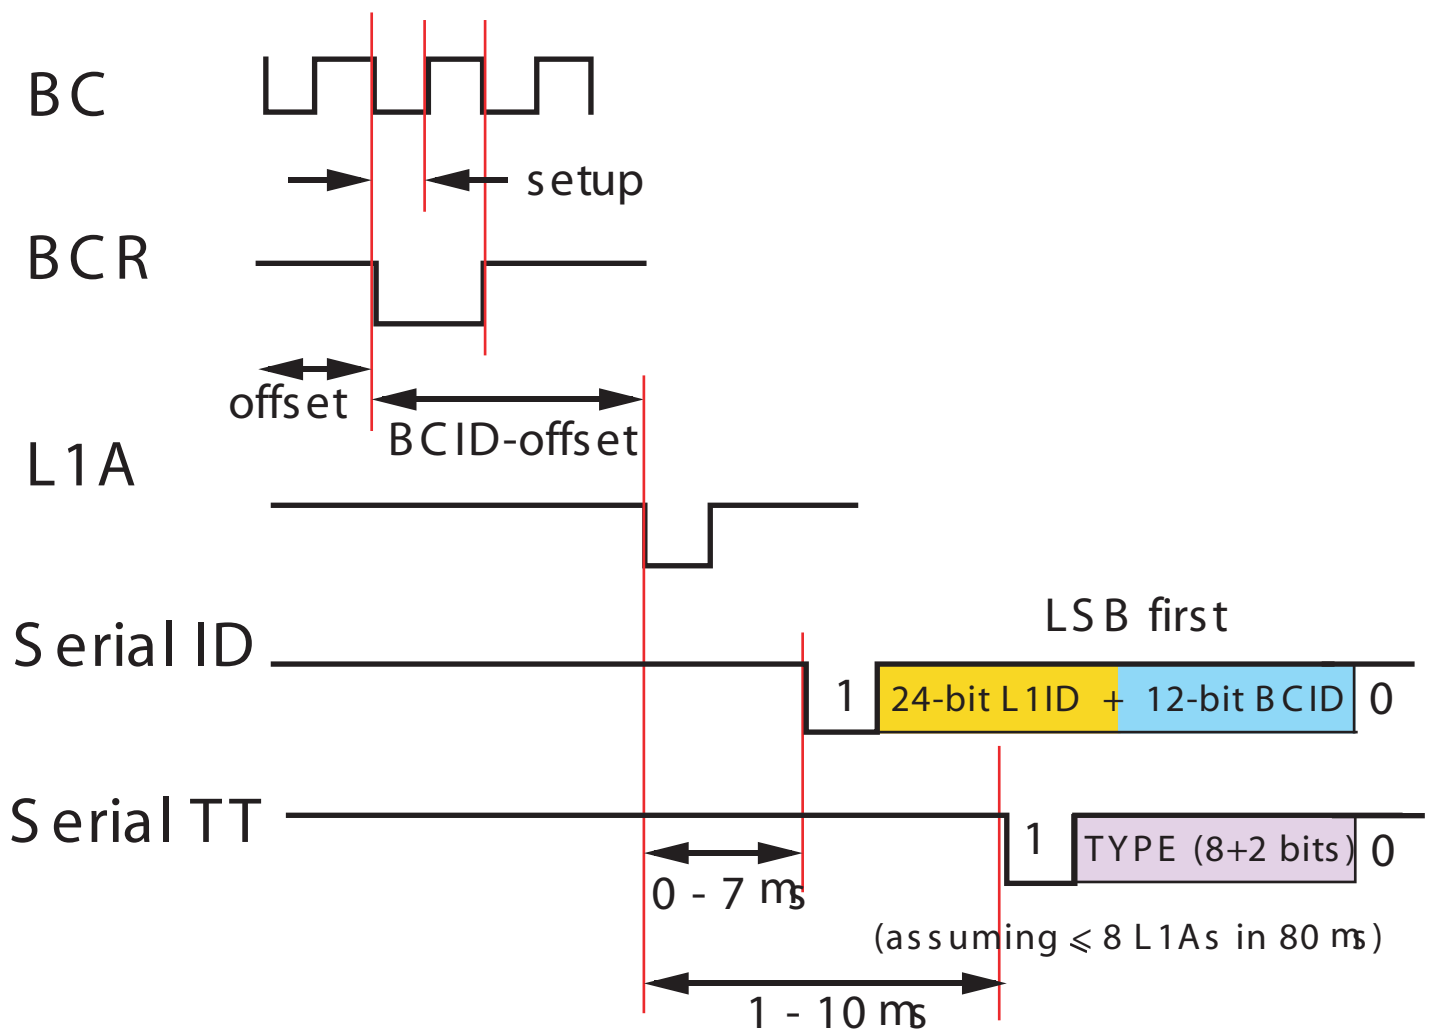 BC
setup
BCR
offset
BCID-offset
L1A
LSB first
Serial ID
1 24-bit L1ID + 12-bit BCID 0
Serial TT
1 TYPE (8+2 bits) 0
0 - 7 ms
(assuming ⩽ 8 L1As in 80 ms)
1 - 10 ms